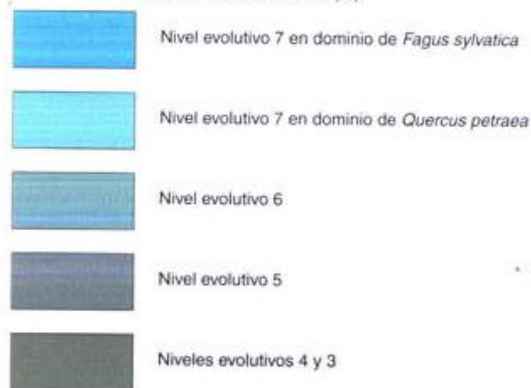 Nivel evolutivo 7 en dominio de Fagus sylvatica
Nivel evolutivo 7 en dominio de Quercus petraea
Nivel evolutivo 6
Nivel evolutivo 5
Niveles evolutivos 4 y 3